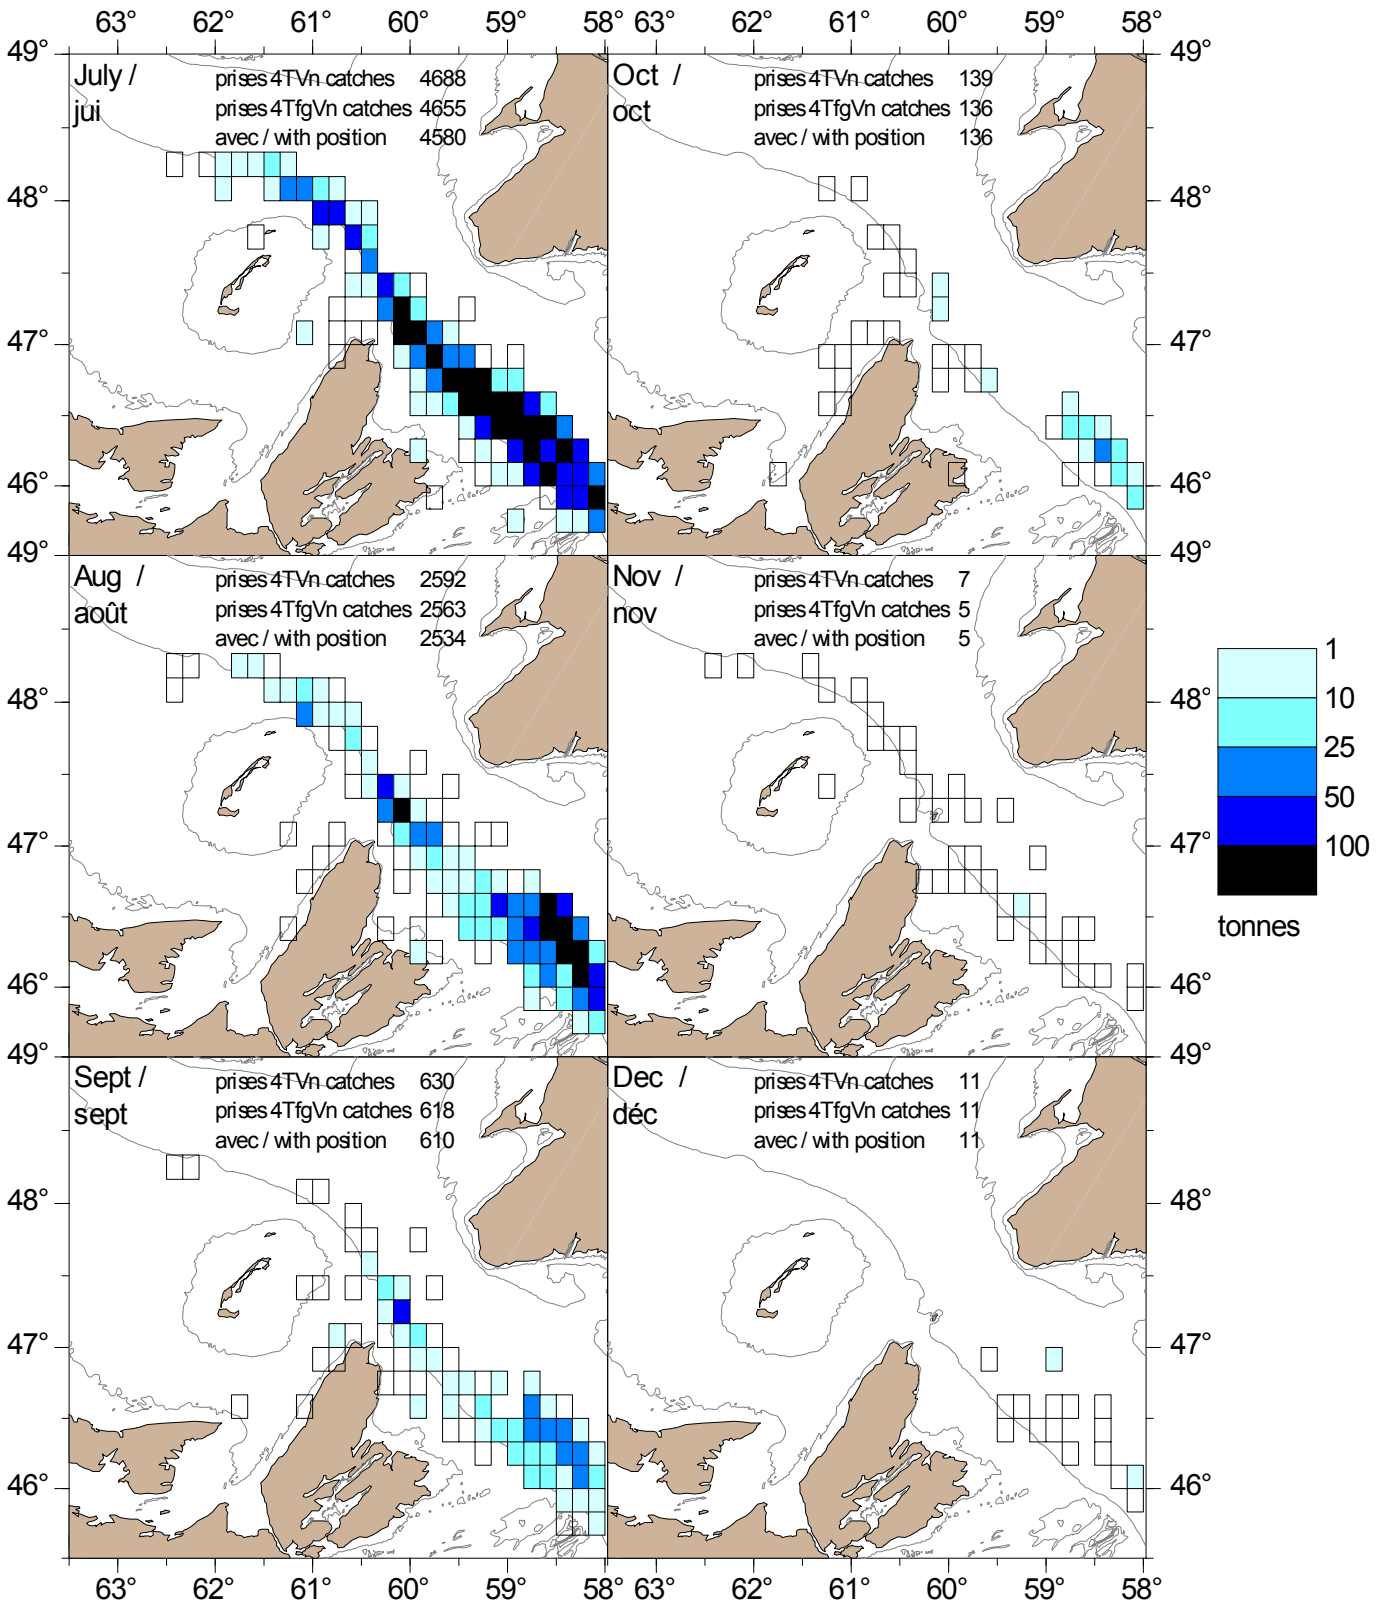 63° 62° 61° 60° 59° 58° 63° 62° 61° 60° 59° 58°
49° 49°
July / jui
prises 4TVn catches 4688
prises 4TfgVn catches 4655
avec / with position 4580
Oct / oct
prises 4TVn catches 139
prises 4TfgVn catches 136
avec / with position 136
48° 48°
47° 47°
46° 46°
49° 49°
Aug / août
prises 4TVn catches 2592
prises 4TfgVn catches 2563
avec / with position 2534
Nov / nov
prises 4TVn catches 7
prises 4TfgVn catches 5
avec / with position 5
48° 48°
47° 47°
46° 46°
1
10
25
50
100
tonnes
49° 49°
Sept / sept
prises 4TVn catches 630
prises 4TfgVn catches 618
avec / with position 610
Dec / déc
prises 4TVn catches 11
prises 4TfgVn catches 11
avec / with position 11
48° 48°
47° 47°
46° 46°
63° 62° 61° 60° 59° 58° 63° 62° 61° 60° 59° 58°